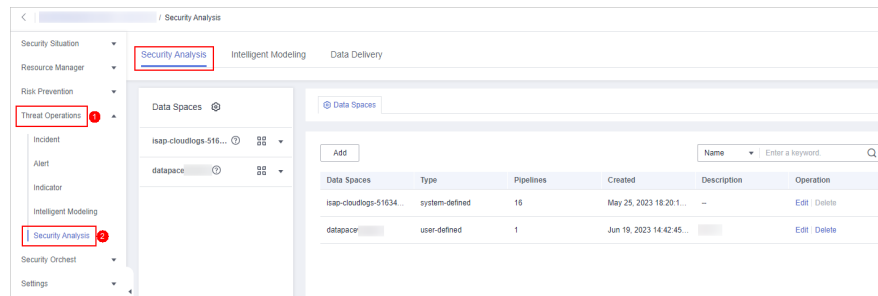 / Security Analysis
Security Situation
Resource Manager
Risk Prevention
Threat Operations 1
Incident
Alert
Indicator
Intelligent Modeling
Security Analysis 2
Security Orchest
Settings
Security Analysis Intelligent Modeling Data Delivery
Data Spaces
isap-cloudlogs-516...
datapace
Data Spaces
Add Name Enter a keyword.
Data Spaces Type Pipelines Created Description Operation
isap-cloudlogs-51634... system-defined 16 May 25, 2023 18:20:1... – Edit Delete
datapace user-defined 1 Jun 19, 2023 14:42:45... Edit Delete